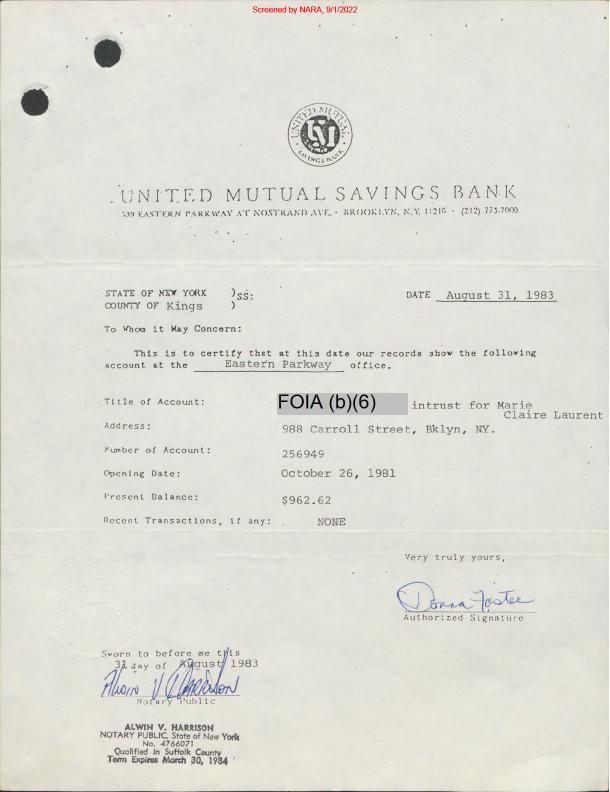 Screened by NARA, 9/1/2022
UNITED MUTUAL
UM
SAVINGS BANK
UNITED MUTUAL SAVINGS BANK
539 EASTERN PARKWAY AT NOSTRAND AVE. • BROOKLYN, N.Y. 11216 • (212) 773-7000
STATE OF NEW YORK )SS:
COUNTY OF Kings )
DATE August 31, 1983
To Whom it May Concern:
This is to certify that at this date our records show the following
account at the Eastern Parkway office.
Title of Account: FOIA (b)(6) intrust for Marie
Claire Laurent
Address: 988 Carroll Street, Bklyn, NY.
Number of Account: 256949
Opening Date: October 26, 1981
Present Balance: $962.62
Recent Transactions, if any: NONE
Very truly yours,
Donna Foster
Authorized Signature
Sworn to before me this
31 day of August 1983
Alwin V Harrison
Notary Public
ALWIN V. HARRISON
NOTARY PUBLIC, State of New York
No. 4766071
Qualified in Suffolk County
Term Expires March 30, 1984